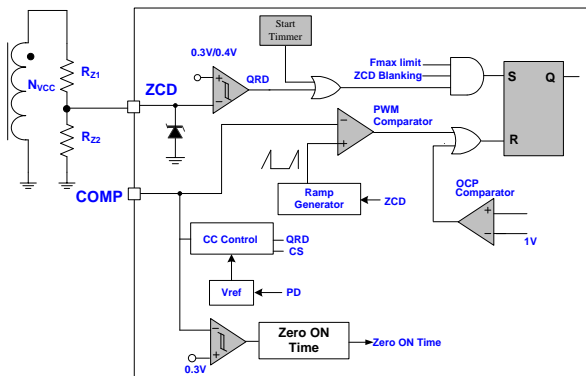 Start
Timmer
0.3V/0.4V
Fmax limit
ZCD Blanking
S
Q
R
NVCC
RZ1
RZ2
ZCD
QRD
+
−
PWM
Comparator
−
+
COMP
Ramp
Generator
ZCD
OCP
Comparator
+
−
1V
CC Control
QRD
CS
Vref
PD
−
+
0.3V
Zero ON
Time
Zero ON Time